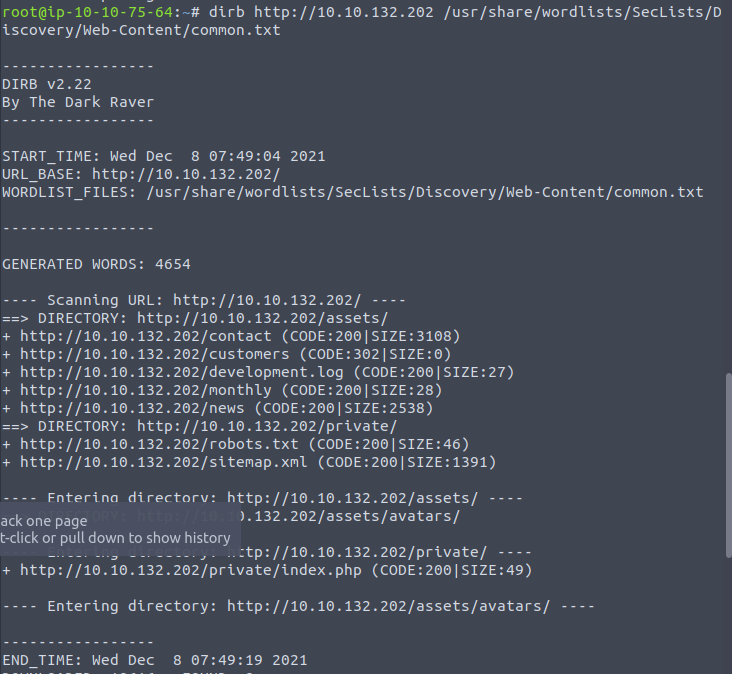 root@ip-10-10-75-64:~# dirb http://10.10.132.202 /usr/share/wordlists/SecLists/D
iscovery/Web-Content/common.txt
-----------------
DIRB v2.22
By The Dark Raver
-----------------
START_TIME: Wed Dec  8 07:49:04 2021
URL_BASE: http://10.10.132.202/
WORDLIST_FILES: /usr/share/wordlists/SecLists/Discovery/Web-Content/common.txt
-----------------
GENERATED WORDS: 4654
---- Scanning URL: http://10.10.132.202/ ----
==> DIRECTORY: http://10.10.132.202/assets/
+ http://10.10.132.202/contact (CODE:200|SIZE:3108)
+ http://10.10.132.202/customers (CODE:302|SIZE:0)
+ http://10.10.132.202/development.log (CODE:200|SIZE:27)
+ http://10.10.132.202/monthly (CODE:200|SIZE:28)
+ http://10.10.132.202/news (CODE:200|SIZE:2538)
==> DIRECTORY: http://10.10.132.202/private/
+ http://10.10.132.202/robots.txt (CODE:200|SIZE:46)
+ http://10.10.132.202/sitemap.xml (CODE:200|SIZE:1391)
---- Entering directory: http://10.10.132.202/assets/ ----
DIRECTORY: http://10.10.132.202/assets/avatars/
ack one page
t-click or pull down to show history
---- Entering directory: http://10.10.132.202/private/ ----
+ http://10.10.132.202/private/index.php (CODE:200|SIZE:49)
---- Entering directory: http://10.10.132.202/assets/avatars/ ----
-----------------
END_TIME: Wed Dec  8 07:49:19 2021